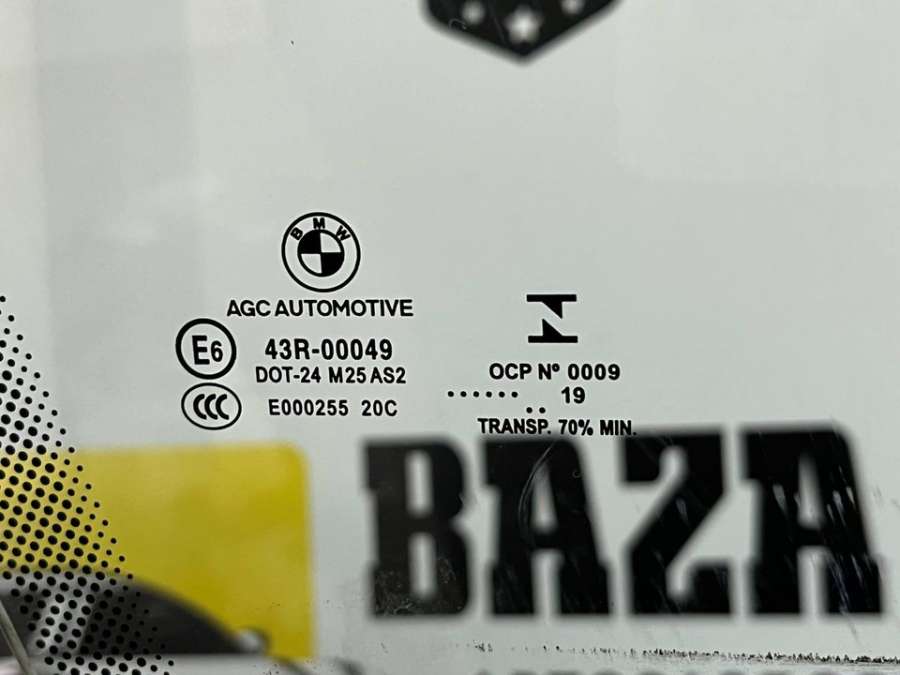 BMW
AGC AUTOMOTIVE
E6
43R-00049
DOT-24 M25 AS2
CCC
E000255 20C
OCP Nº 0009
....... 19
..
TRANSP. 70% MIN.
BAZA